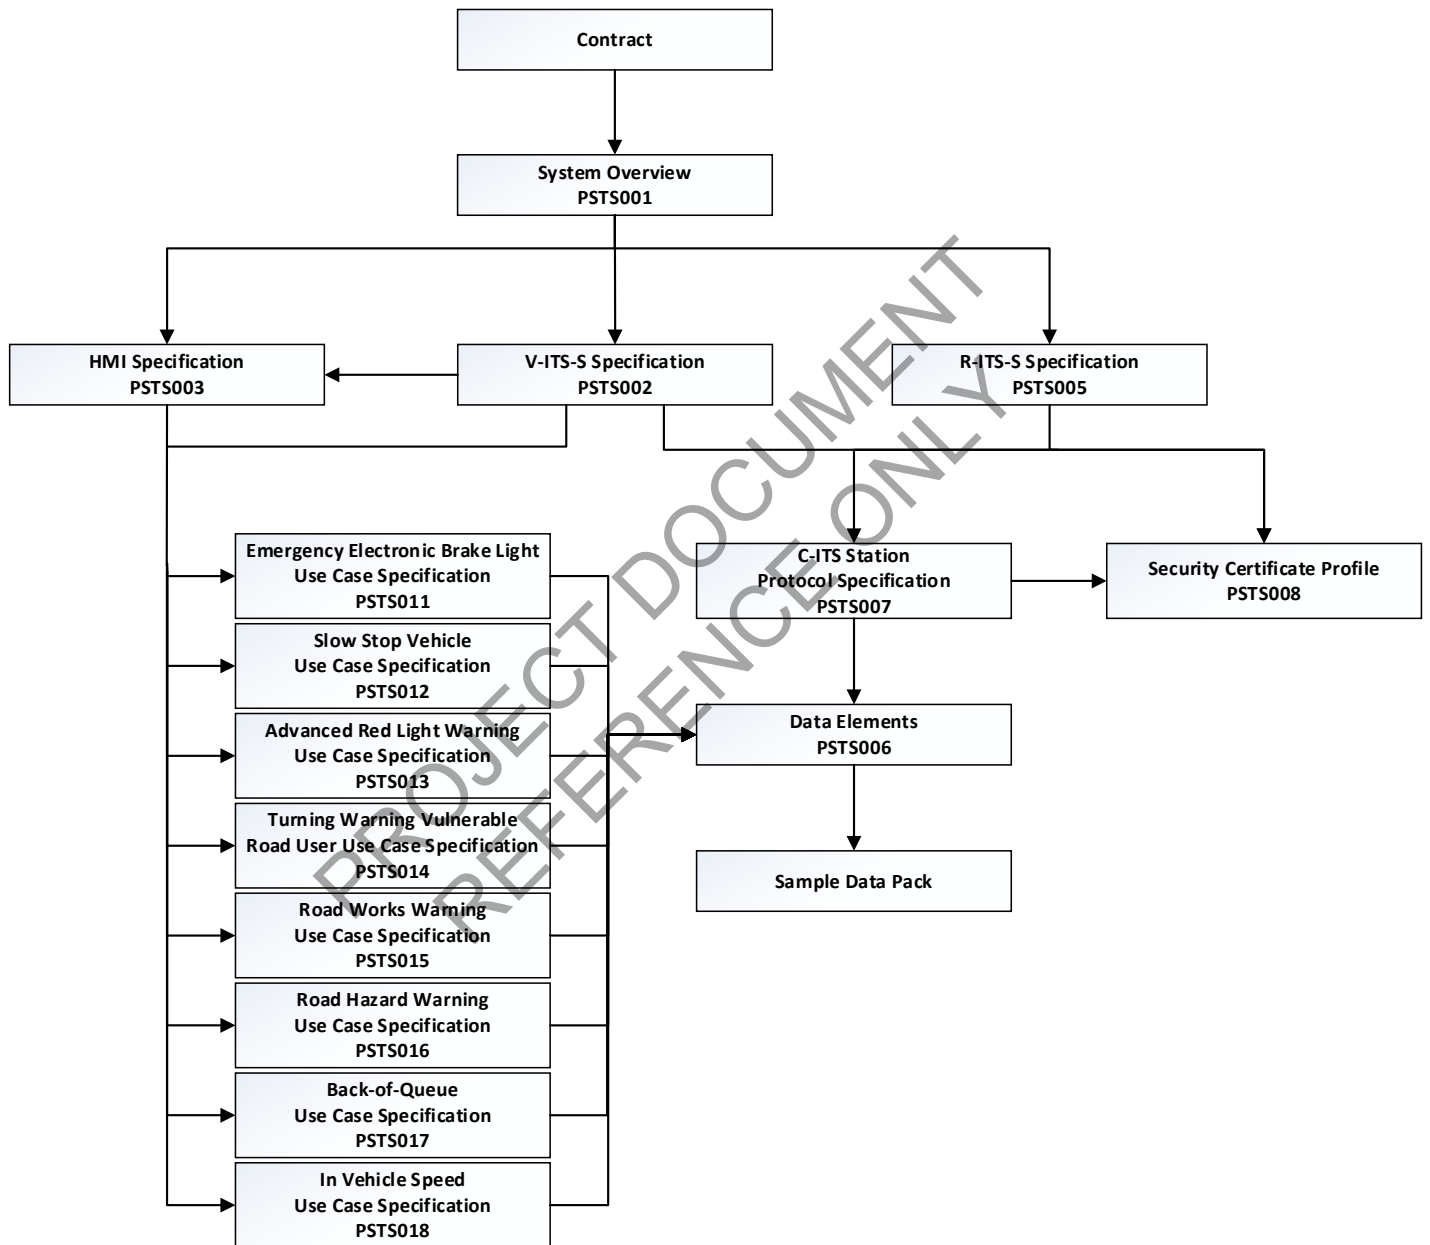 Contract
System Overview
PSTS001
HMI Specification
PSTS003
V-ITS-S Specification
PSTS002
R-ITS-S Specification
PSTS005
Emergency Electronic Brake Light
Use Case Specification
PSTS011
Slow Stop Vehicle
Use Case Specification
PSTS012
Advanced Red Light Warning
Use Case Specification
PSTS013
Turning Warning Vulnerable
Road User Use Case Specification
PSTS014
Road Works Warning
Use Case Specification
PSTS015
Road Hazard Warning
Use Case Specification
PSTS016
Back-of-Queue
Use Case Specification
PSTS017
In Vehicle Speed
Use Case Specification
PSTS018
C-ITS Station
Protocol Specification
PSTS007
Security Certificate Profile
PSTS008
Data Elements
PSTS006
Sample Data Pack
PROJECT DOCUMENT
REFERENCE ONLY